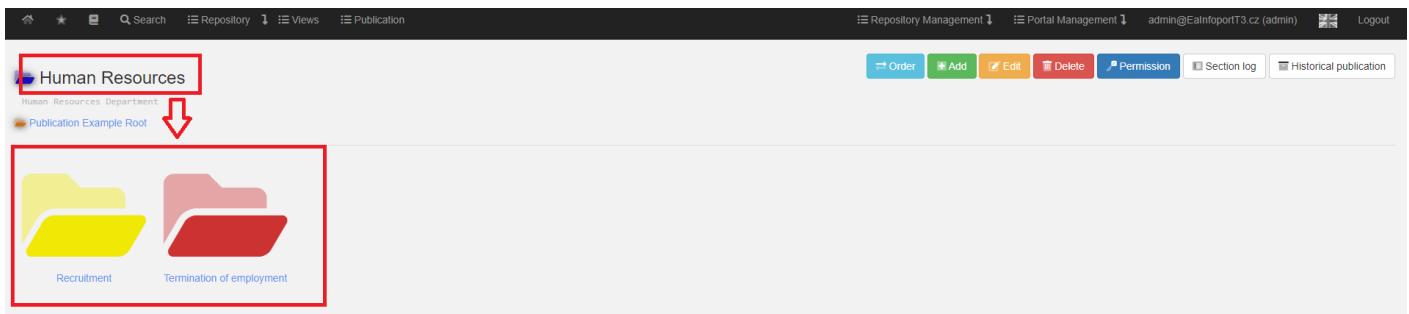 Search Repository Views Publication Repository Management Portal Management admin@EaInfoportT3.cz (admin) Logout
Human Resources Order Add Edit Delete Permission Section log Historical publication
Human Resources Department
Publication Example Root
Recruitment Termination of employment